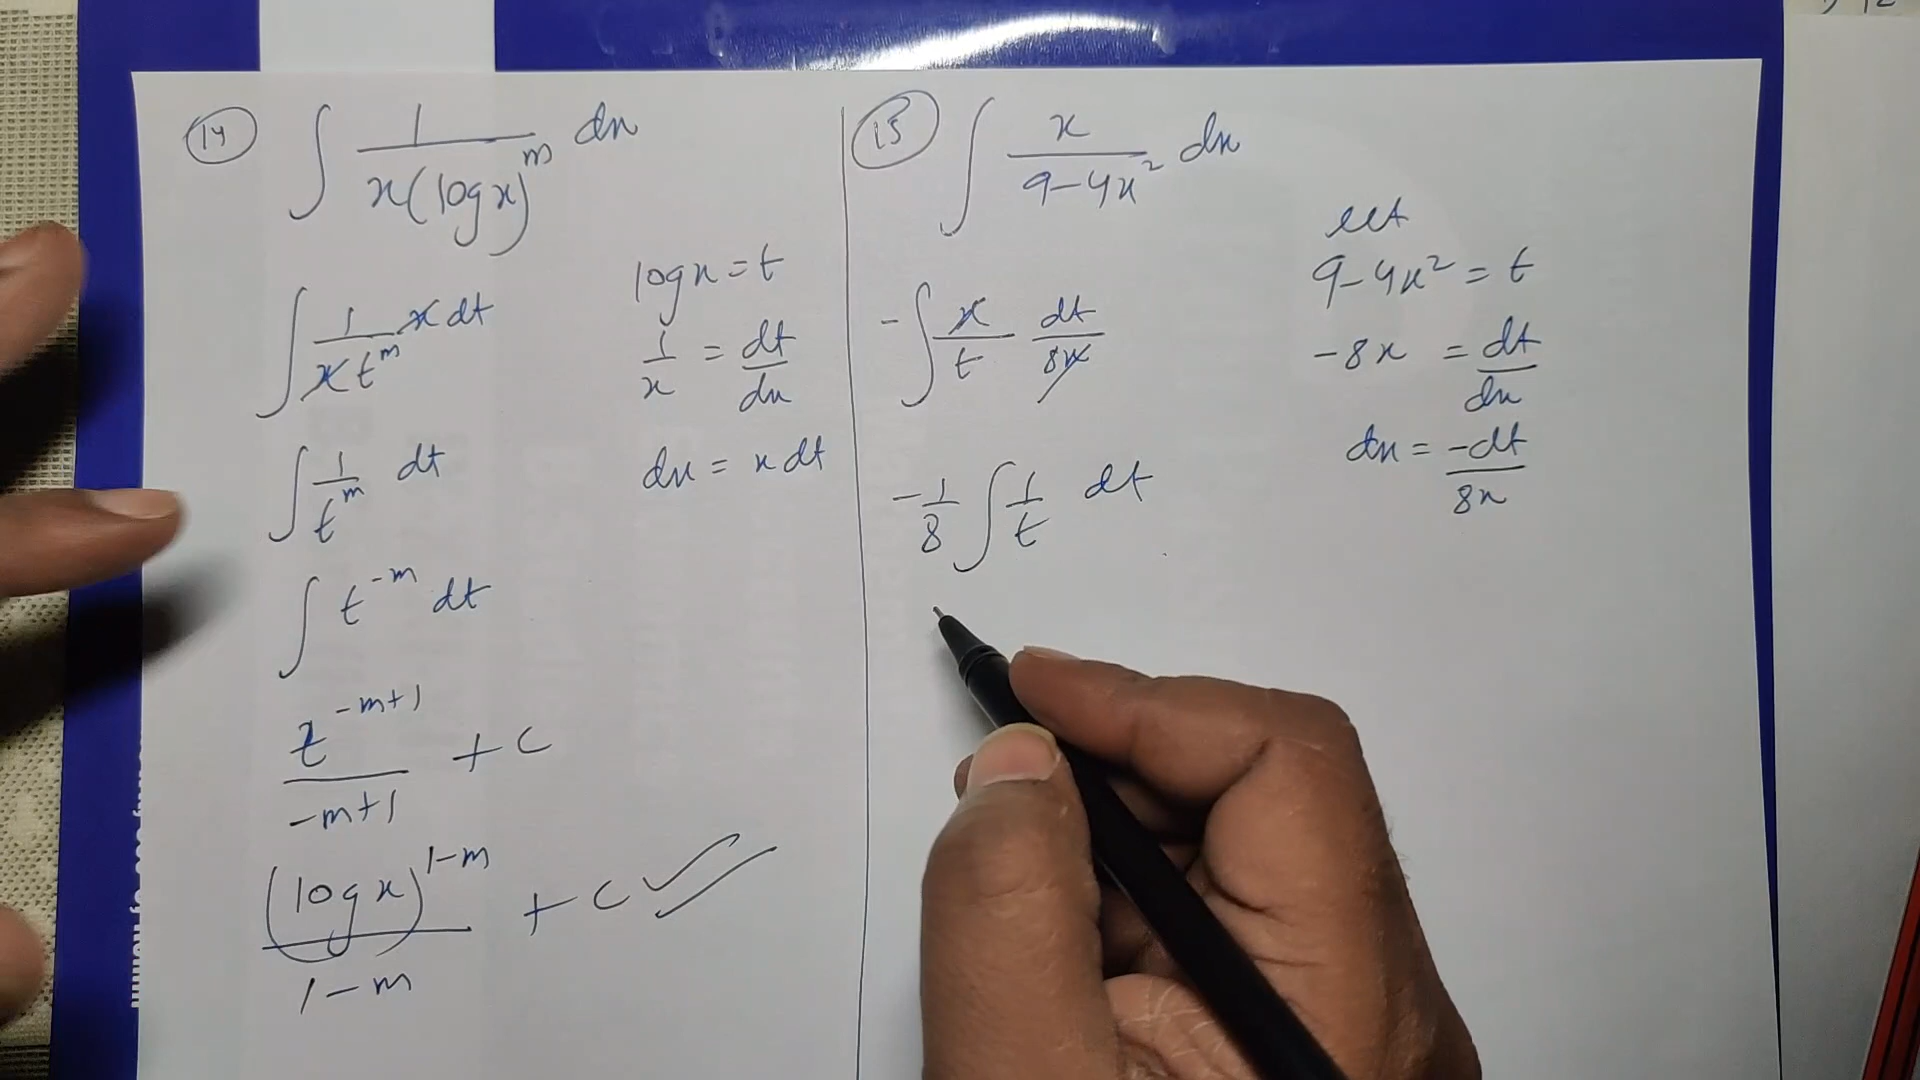 (14) ∫ 1/(x(log x)^m) dx
log x = t
∫ 1/(x t^m) x dt
1/x = dt/dx
dx = x dt
∫ 1/t^m dt
∫ t^-m dt
t^(-m+1)/(-m+1) + c
(log x)^(1-m)/(1-m) + c
(15) ∫ x/(9-4x²) dx
let
9-4x² = t
-∫ x/t dt/8x
-8x = dt/dx
dx = -dt/8x
-1/8 ∫ 1/t dt